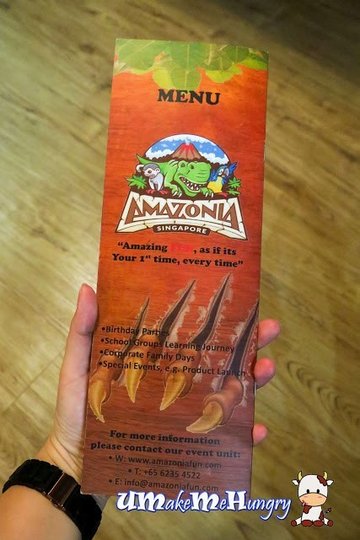 MENU
AMAZONIA
SINGAPORE
"Amazing Fun, as if its
Your 1st time, every time"
•Birthday Parties
•School Groups Learning Journey
•Corporate Family Days
•Special Events, e.g. Product Launch
For more information
please contact our event unit:
• W: www.amazoniafun.com
• T: +65 6235 4522
• E: info@amazoniafun.com
UMakeMeHungry